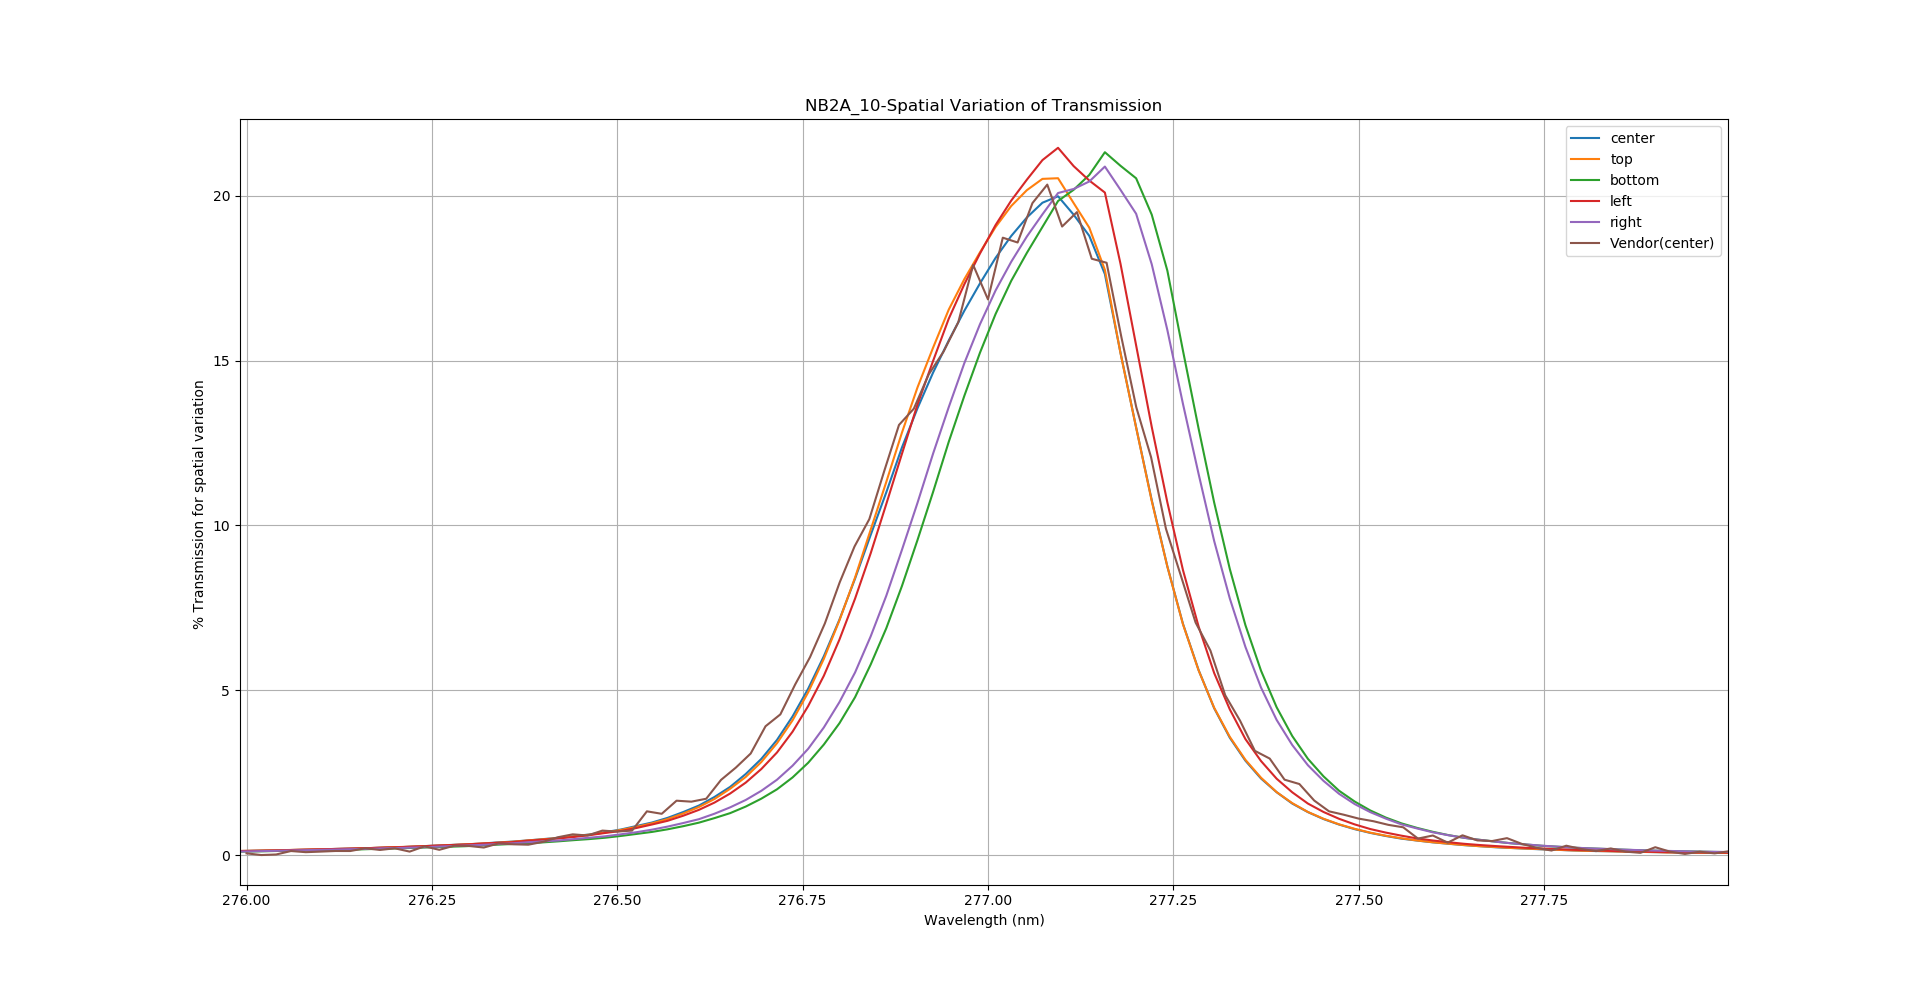 NB2A_10-Spatial Variation of Transmission
center
top
bottom
left
right
Vendor(center)
% Transmission for spatial variation
20
15
10
5
0
276.00 276.25 276.50 276.75 277.00 277.25 277.50 277.75
Wavelength (nm)